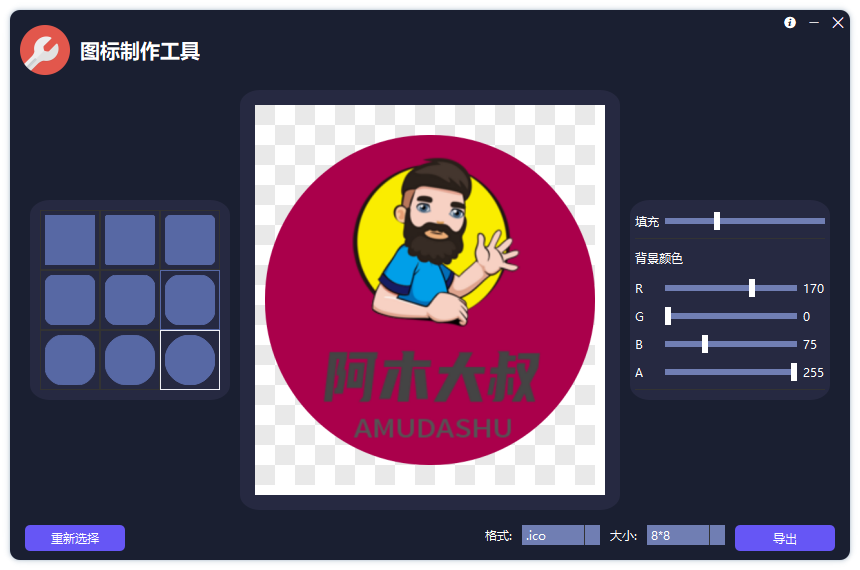 图标制作工具
阿木大叔
AMUDASHU
填充
背景颜色
R 170
G 0
B 75
A 255
重新选择
格式: .ico 大小: 8*8 导出